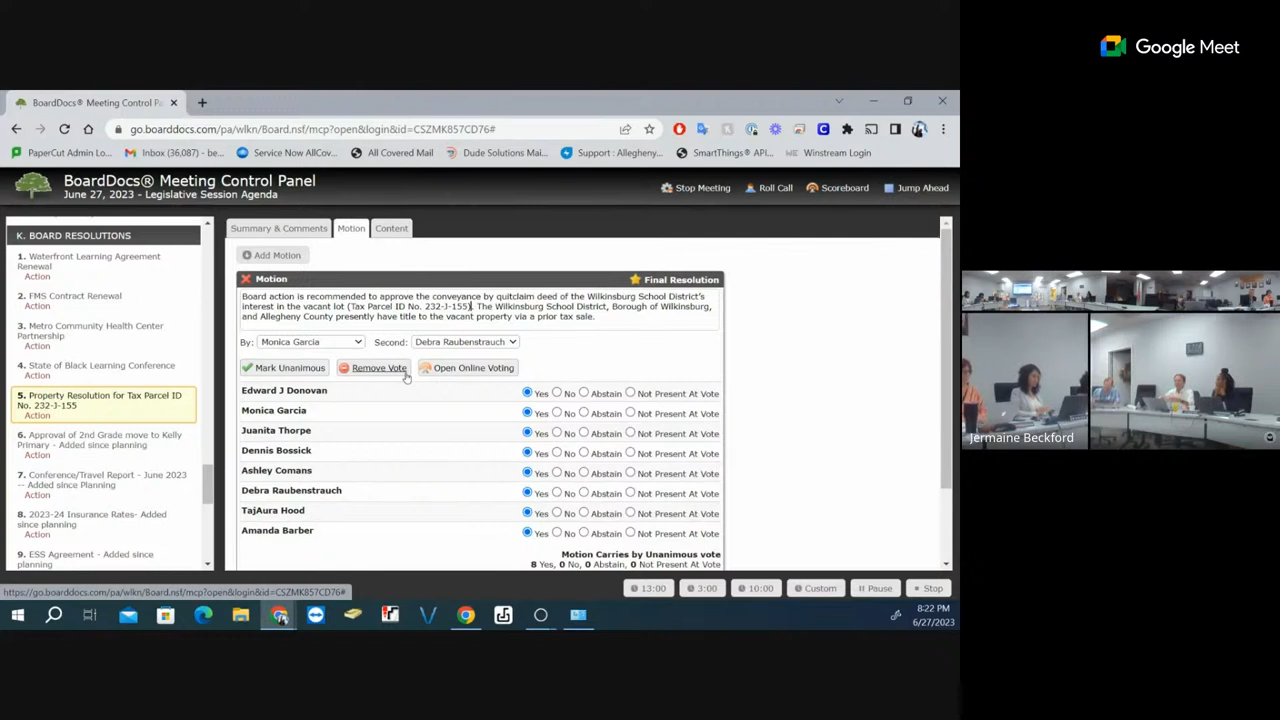 Google Meet
BoardDocs® Meeting Control Pa
go.boarddocs.com/pa/wlkn/Board.nsf/mcp?open&login&id=CSZMK857CD76#
PaperCut Admin Lo...
Inbox (36,087) - be...
Service Now AllCov...
All Covered Mail
Dude Solutions Mai...
Support : Allegheny...
SmartThings® API...
Winstream Login
BoardDocs® Meeting Control Panel
June 27, 2023 - Legislative Session Agenda
Stop Meeting
Roll Call
Scoreboard
Jump Ahead
K. BOARD RESOLUTIONS
1. Waterfront Learning Agreement
Renewal
Action
2. FMS Contract Renewal
Action
3. Metro Community Health Center
Partnership
Action
4. State of Black Learning Conference
Action
5. Property Resolution for Tax Parcel ID
No. 232-J-155
Action
6. Approval of 2nd Grade move to Kelly
Primary - Added since Planning
Action
7. Conference/Travel Report - June 2023
-- Added since Planning
Action
8. 2023-24 Insurance Rates- Added
since planning
Action
9. ESS Agreement - Added since
planning
Summary & Comments
Motion
Content
Add Motion
Motion
Final Resolution
Board action is recommended to approve the conveyance by quitclaim deed of the Wilkinsburg School District's
interest in the vacant lot (Tax Parcel ID No. 232-J-155). The Wilkinsburg School District, Borough of Wilkinsburg,
and Allegheny County presently have title to the vacant property via a prior tax sale.
By: Monica Garcia Second: Debra Raubenstrauch
Mark Unanimous Remove Vote Open Online Voting
Edward J Donovan Yes No Abstain Not Present At Vote
Monica Garcia Yes No Abstain Not Present At Vote
Juanita Thorpe Yes No Abstain Not Present At Vote
Dennis Bossick Yes No Abstain Not Present At Vote
Ashley Comans Yes No Abstain Not Present At Vote
Debra Raubenstrauch Yes No Abstain Not Present At Vote
TajAura Hood Yes No Abstain Not Present At Vote
Amanda Barber Yes No Abstain Not Present At Vote
Motion Carries by Unanimous vote
8 Yes, 0 No, 0 Abstain, 0 Not Present At Vote
Jermaine Beckford
https://go.boarddocs.com/pa/wlkn/Board.nsf/mcp?open&login&id=CSZMK857CD76#
13:00
3:00
10:00
Custom
Pause
Stop
8:22 PM
6/27/2023